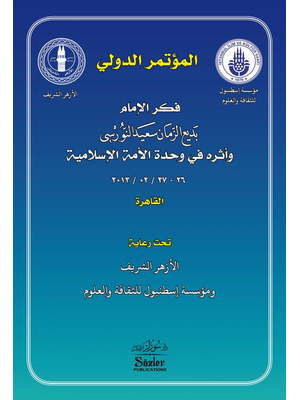 المؤتمر الدولي
مؤسسة إسطنبول
للثقافة والعلوم
الأزهر الشريف
فكر الإمام
بديع الزمان سعيد النورسي
وأثره في وحدة الأمة الإسلامية
٢٦ - ٢٧ / ٠٢ / ٢٠١٣
القاهرة
تحت رعاية
الأزهر الشريف
ومؤسسة إسطنبول للثقافة والعلوم
Sözler
PUBLICATIONS